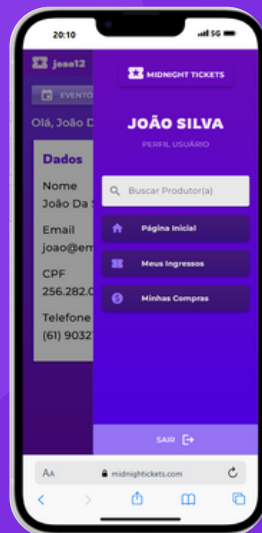 20:10
5G
joao12
MIDNIGHT TICKETS
EVENTO
JOÃO SILVA
Olá, João D
PERFIL USUÁRIO
Dados
Nome
João Da S
Buscar Produtor(a)
Email
joao@em
Página Inicial
CPF
256.282.0
Meus Ingressos
Telefone
(61) 9032
Minhas Compras
SAIR
AA
midnightickets.com